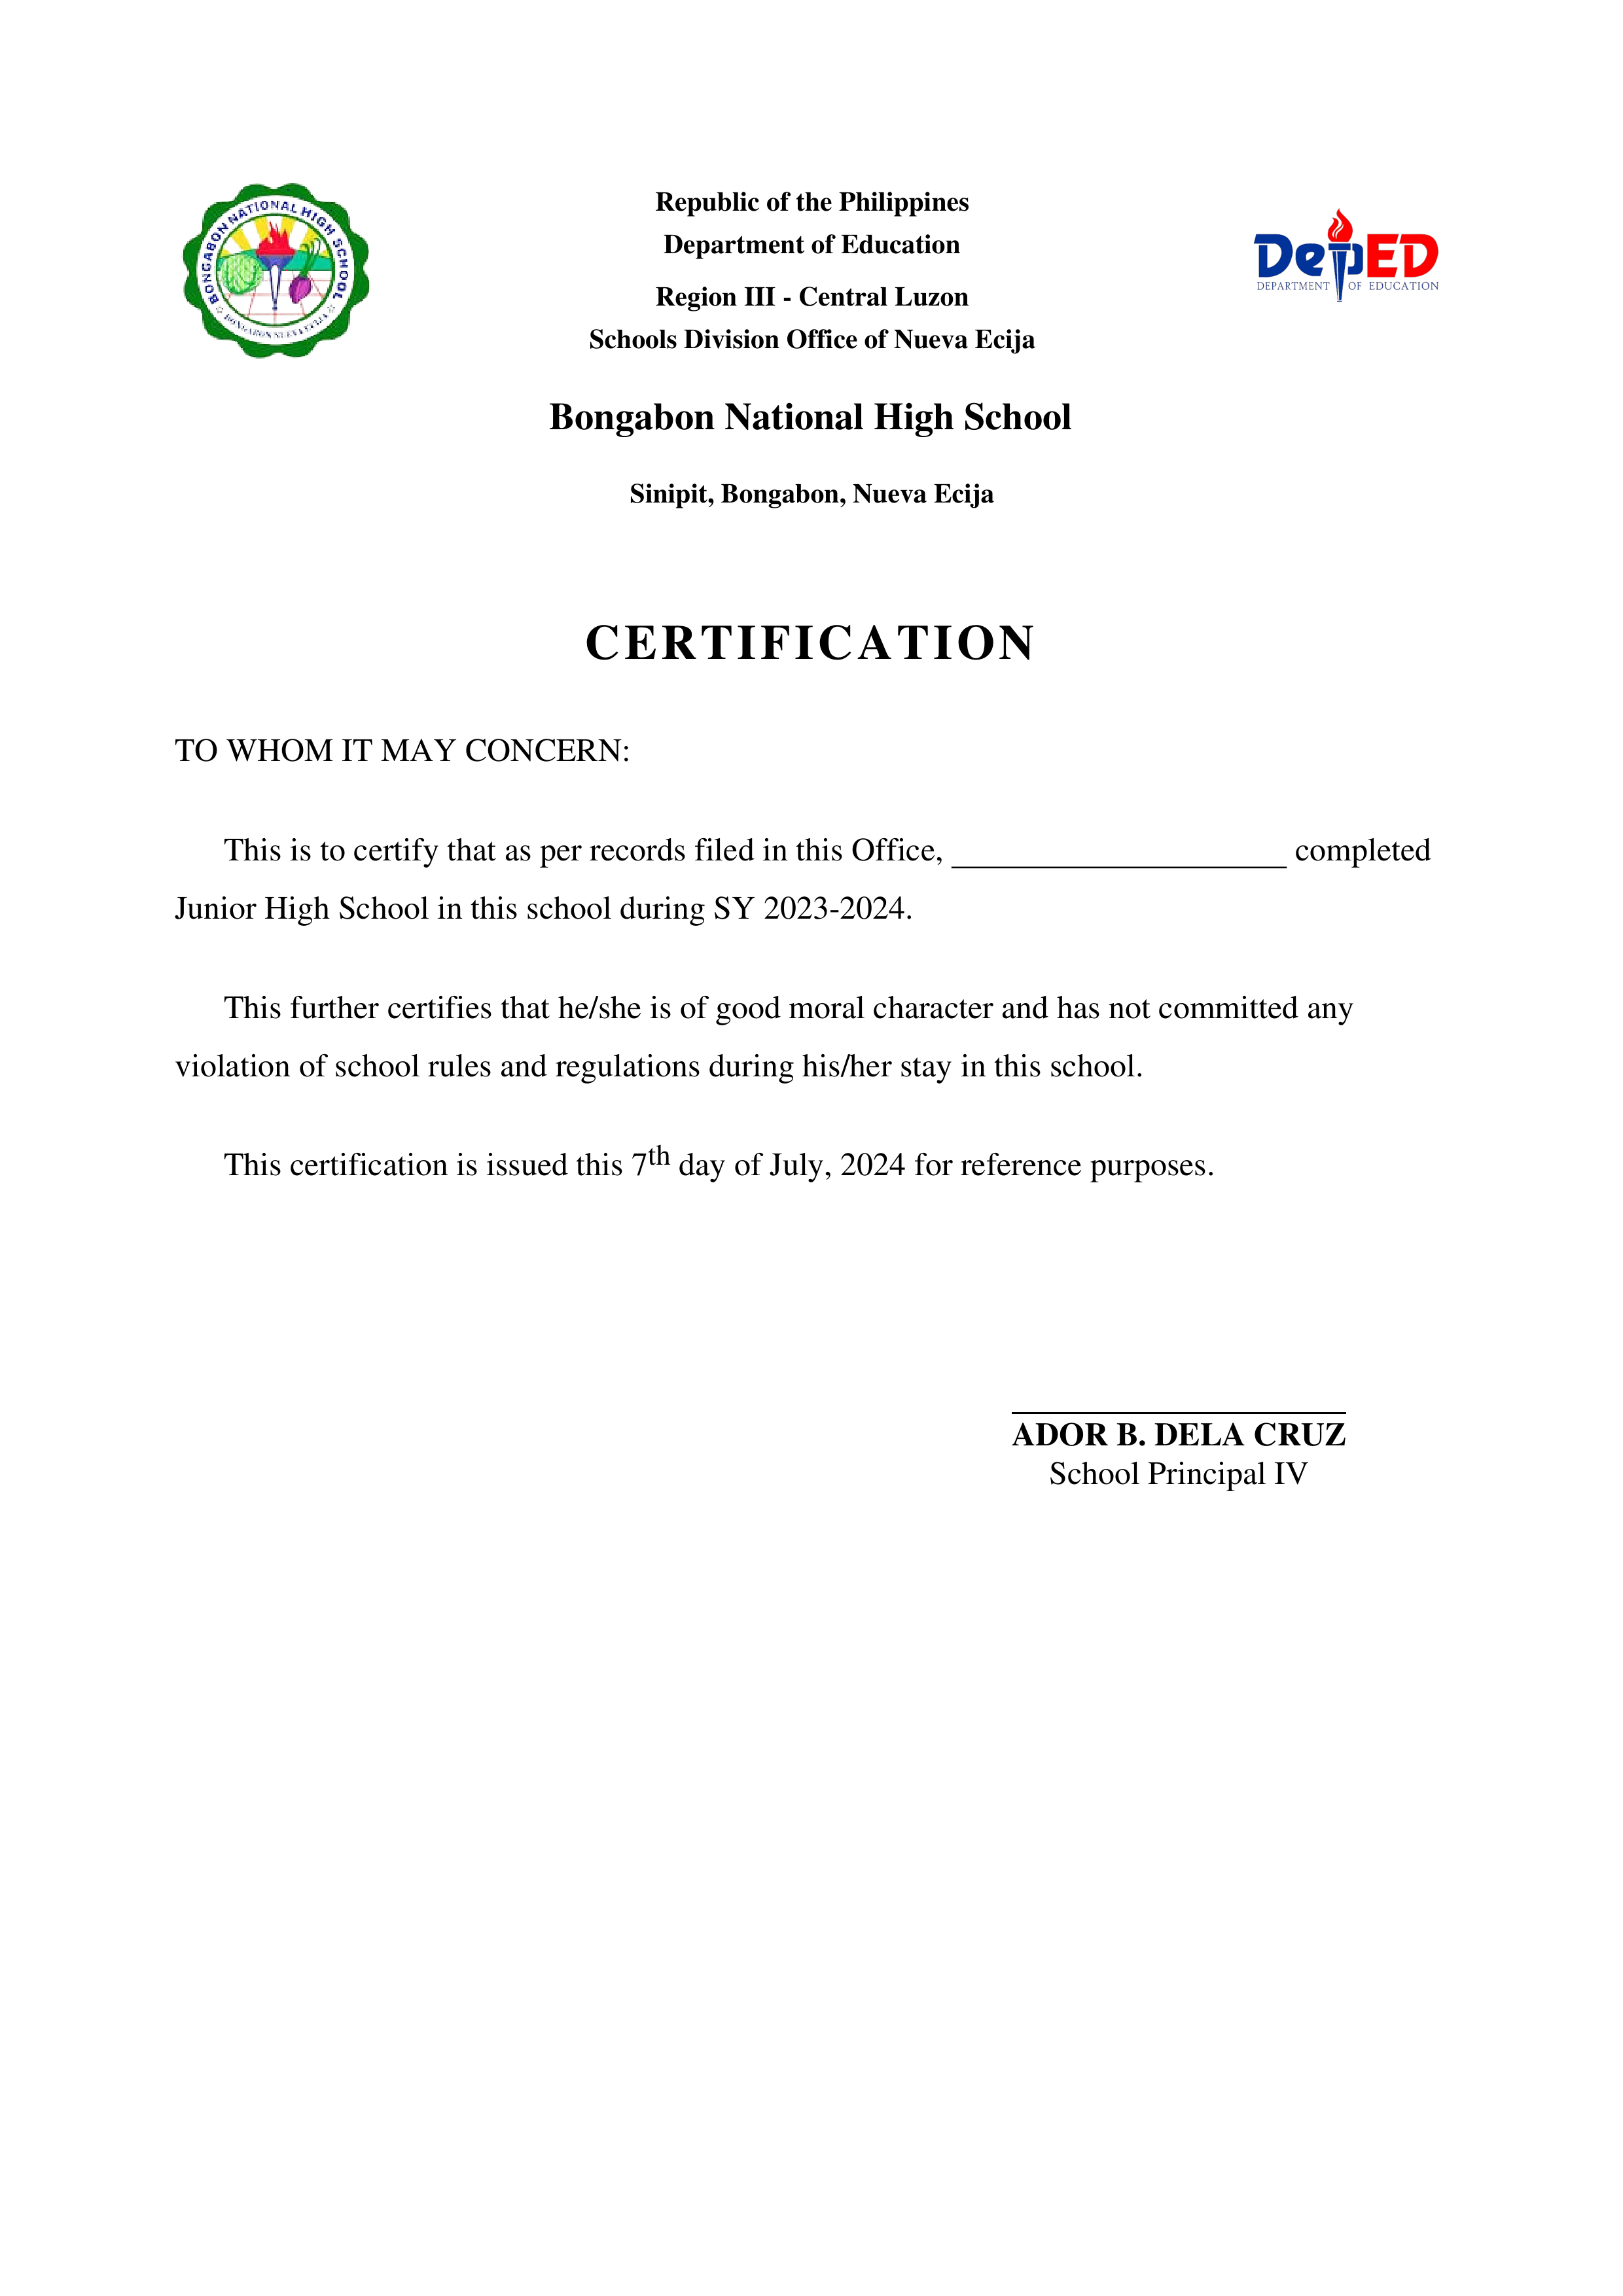 BONGABON NATIONAL HIGH SCHOOL
BONGABON NUEVA ECIJA
Republic of the Philippines
Department of Education
Region III - Central Luzon
Schools Division Office of Nueva Ecija
DepED
DEPARTMENT OF EDUCATION
Bongabon National High School
Sinipit, Bongabon, Nueva Ecija
CERTIFICATION
TO WHOM IT MAY CONCERN:
This is to certify that as per records filed in this Office, ____________________ completed
Junior High School in this school during SY 2023-2024.
This further certifies that he/she is of good moral character and has not committed any
violation of school rules and regulations during his/her stay in this school.
This certification is issued this 7th day of July, 2024 for reference purposes.
ADOR B. DELA CRUZ
School Principal IV